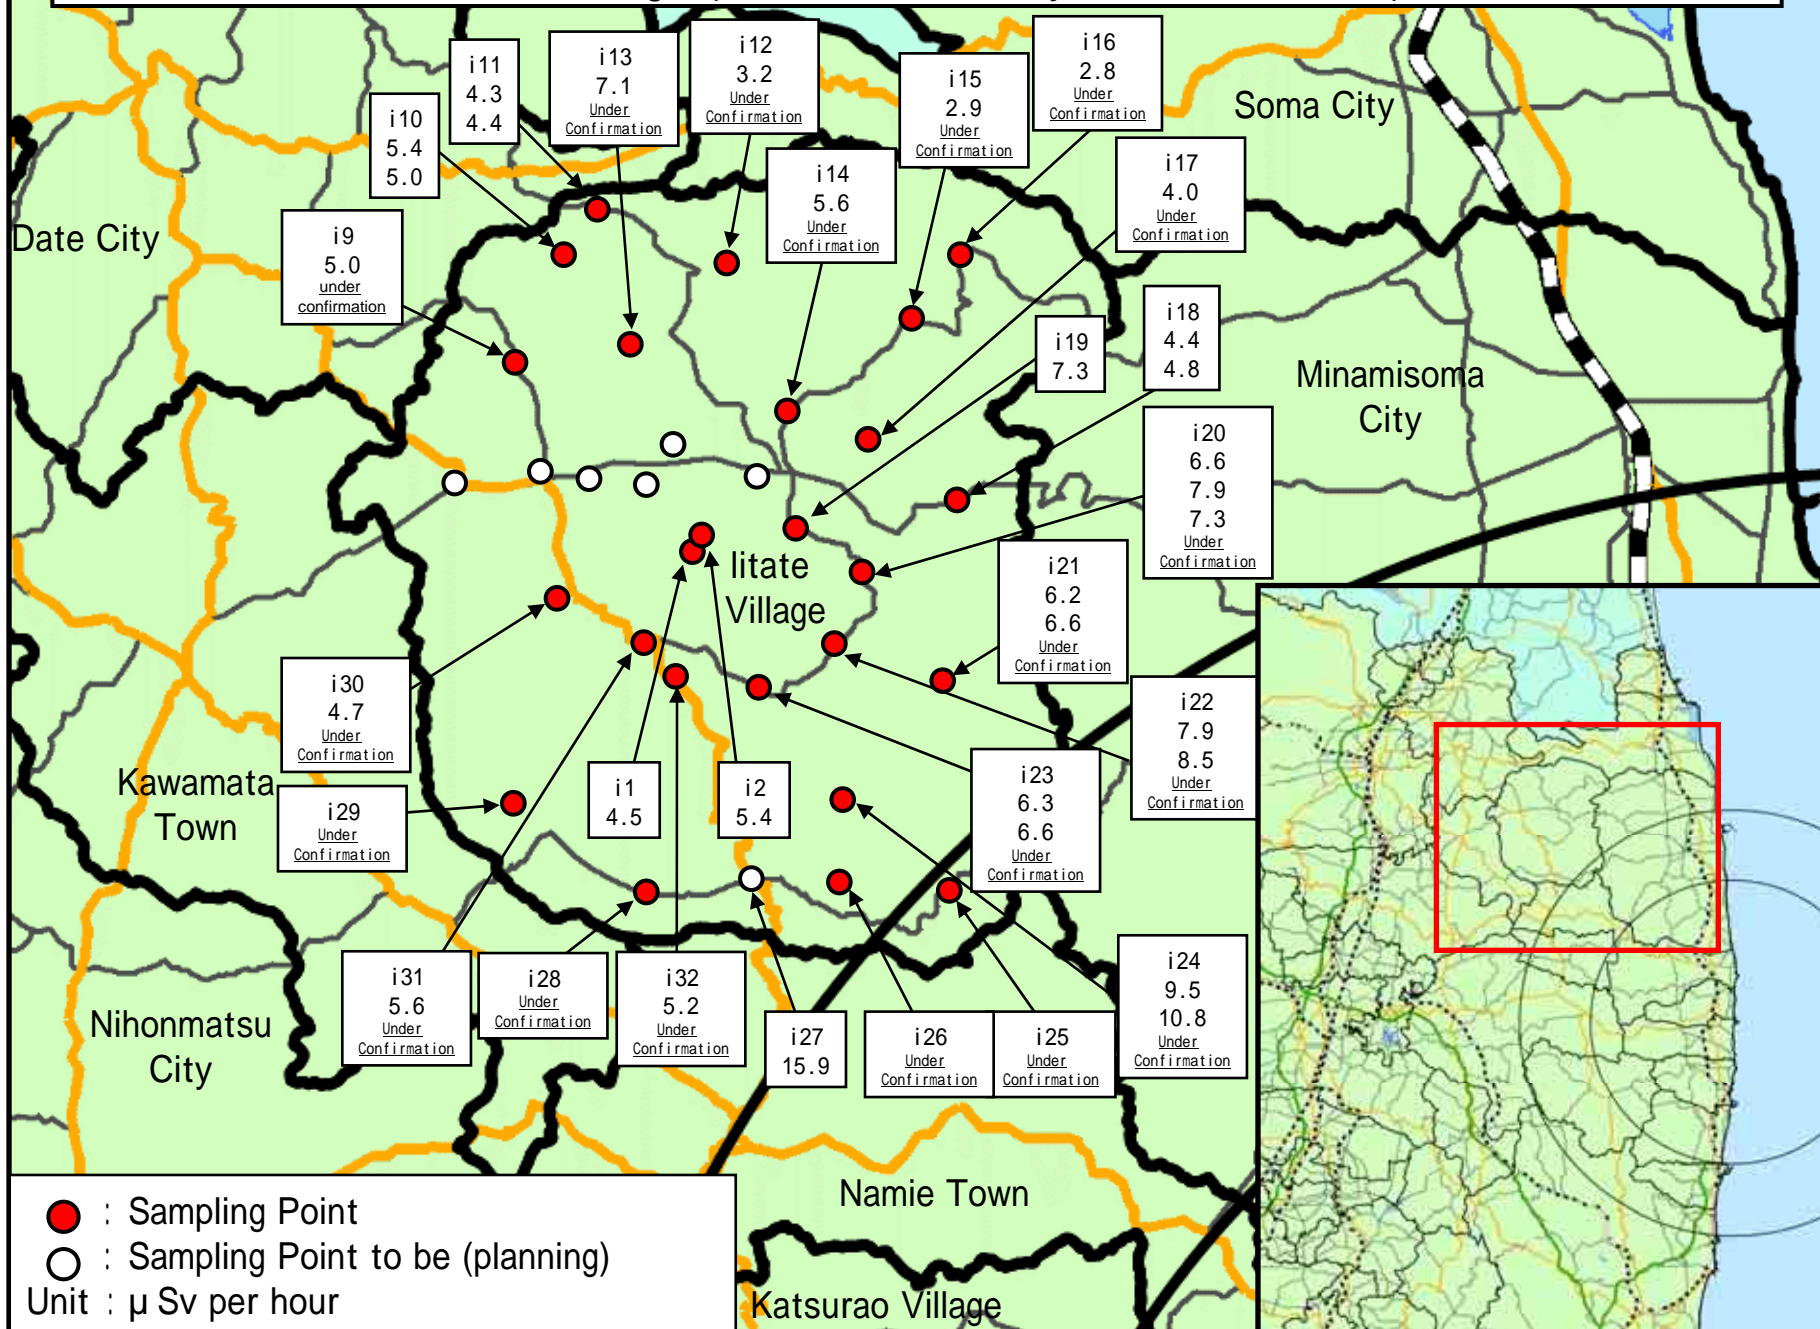 i11
4.3
4.4
i13
7.1
Under
Confirmation
i12
3.2
Under
Confirmation
i15
2.9
Under
Confirmation
i16
2.8
Under
Confirmation
Soma City
i10
5.4
5.0
i14
5.6
Under
Confirmation
i17
4.0
Under
Confirmation
Date City
i9
5.0
under
confirmation
i19
7.3
i18
4.4
4.8
Minamisoma
City
i20
6.6
7.9
7.3
Under
Confirmation
Iitate
Village
i21
6.2
6.6
Under
Confirmation
i30
4.7
Under
Confirmation
i22
7.9
8.5
Under
Confirmation
Kawamata
Town
i29
Under
Confirmation
i1
4.5
i2
5.4
i23
6.3
6.6
Under
Confirmation
Nihonmatsu
City
i31
5.6
Under
Confirmation
i28
Under
Confirmation
i32
5.2
Under
Confirmation
i27
15.9
i26
Under
Confirmation
i25
Under
Confirmation
i24
9.5
10.8
Under
Confirmation
Namie Town
Katsurao Village
: Sampling Point
: Sampling Point to be (planning)
Unit : μ Sv per hour